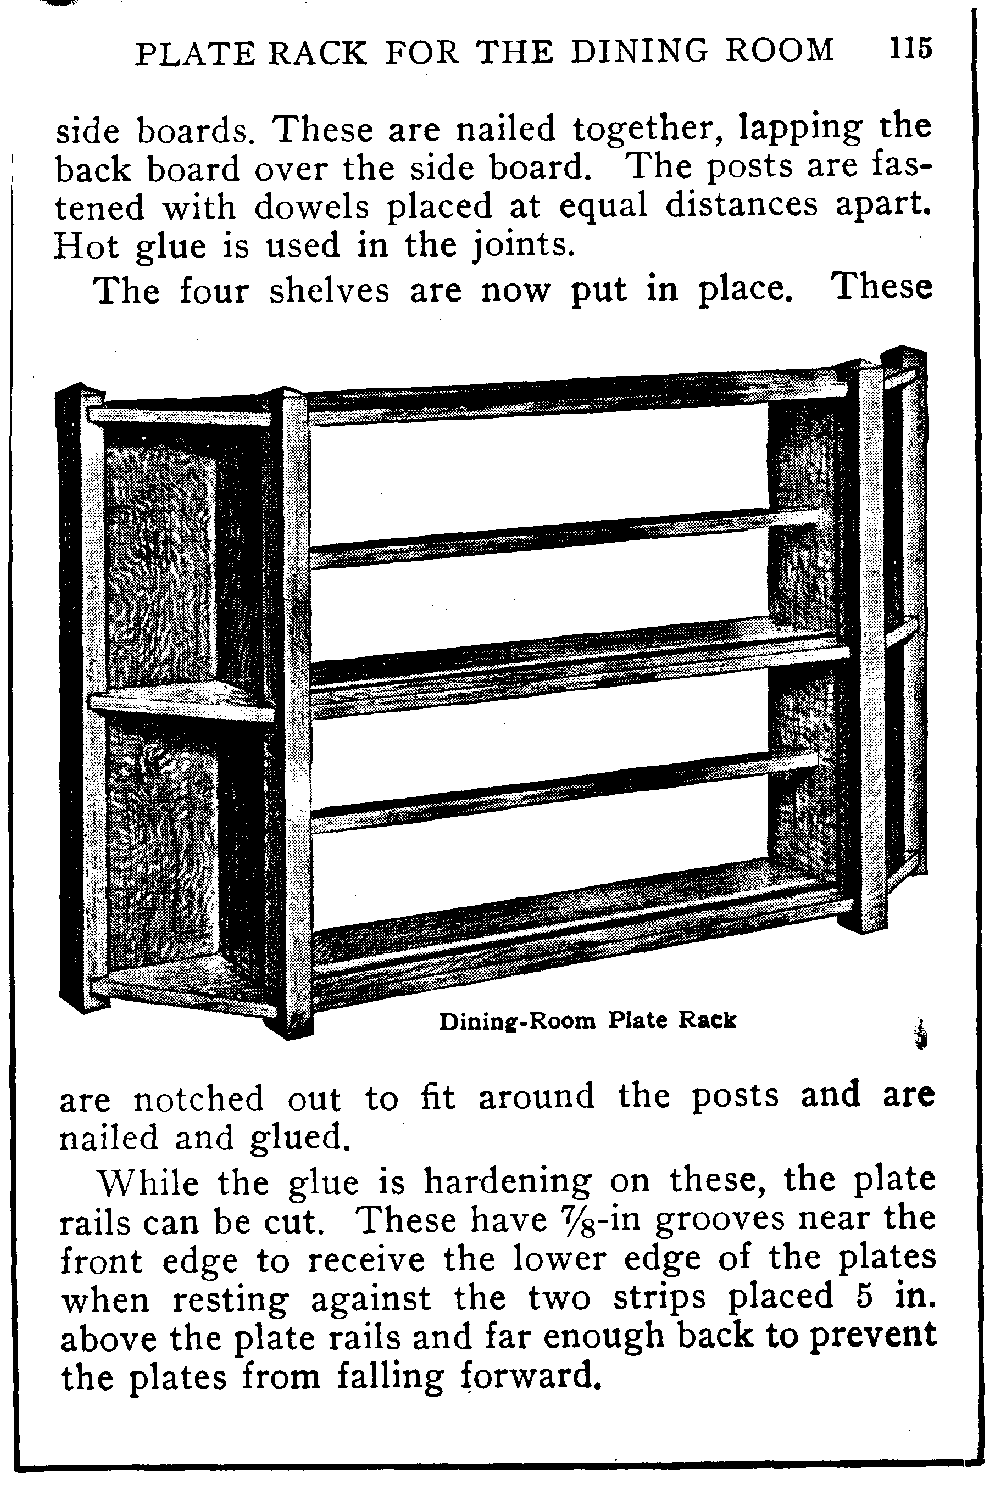 PLATE RACK FOR THE DINING ROOM 115
side boards. These are nailed together, lapping the
back board over the side board. The posts are fas-
tened with dowels placed at equal distances apart.
Hot glue is used in the joints.
The four shelves are now put in place. These
Dining-Room Plate Rack
are notched out to fit around the posts and are
nailed and glued.
While the glue is hardening on these, the plate
rails can be cut. These have ⅞-in grooves near the
front edge to receive the lower edge of the plates
when resting against the two strips placed 5 in.
above the plate rails and far enough back to prevent
the plates from falling forward.